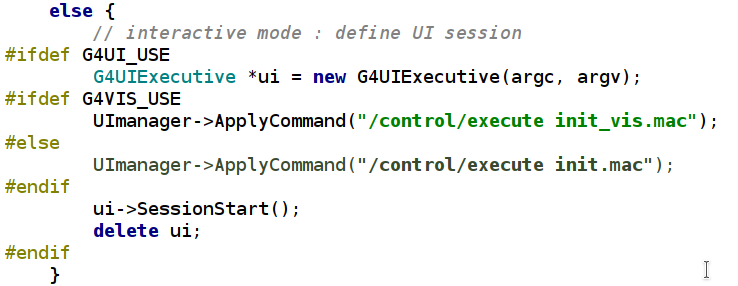 else {
// interactive mode : define UI session
#ifdef G4UI_USE
G4UIExecutive *ui = new G4UIExecutive(argc, argv);
#ifdef G4VIS_USE
UImanager->ApplyCommand("/control/execute init_vis.mac");
#else
UImanager->ApplyCommand("/control/execute init.mac");
#endif
ui->SessionStart();
delete ui;
#endif
}